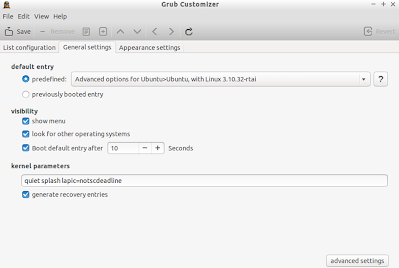 Grub Customizer
File Edit View Help
Save Remove Revert
List configuration General settings Appearance settings
default entry
predefined: Advanced options for Ubuntu>Ubuntu, with Linux 3.10.32-rtai ?
previously booted entry
visibility
show menu
look for other operating systems
Boot default entry after 10 − + Seconds
kernel parameters
quiet splash lapic=notscdeadline
generate recovery entries
advanced settings